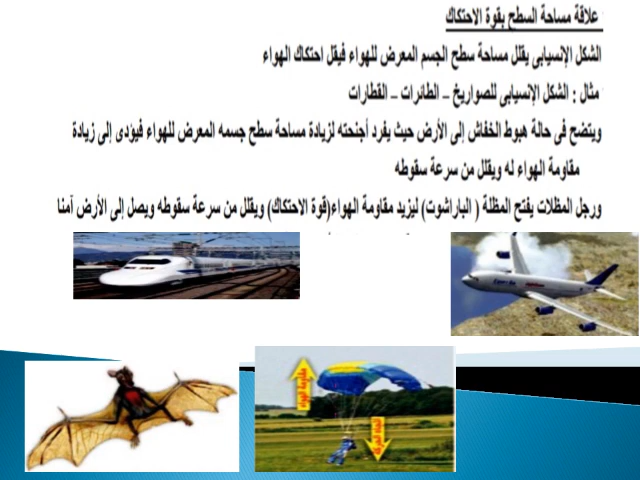 علاقة مساحة السطح بقوة الاحتكاك
الشكل الإنسيابى يقلل مساحة سطح الجسم المعرض للهواء فيقل احتكاك الهواء
مثال : الشكل الإنسيابى للصواريخ – الطائرات – القطارات
ويتضح فى حالة هبوط الخفاش إلى الأرض حيث يفرد أجنحته لزيادة مساحة سطح جسمه المعرض للهواء فيؤدى إلى زيادة
مقاومة الهواء له ويقلل من سرعة سقوطه
ورجل المظلات يفتح المظلة ( الباراشوت) ليزيد مقاومة الهواء(قوة الاحتكاك) ويقلل من سرعة سقوطه ويصل إلى الأرض آمنا
مقاومة الهواء